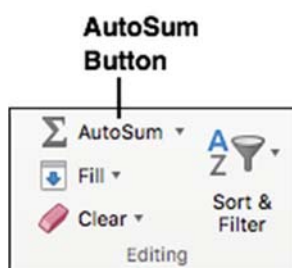 AutoSum
Button
Σ AutoSum
Fill
Clear
A
Z
Sort &
Filter
Editing